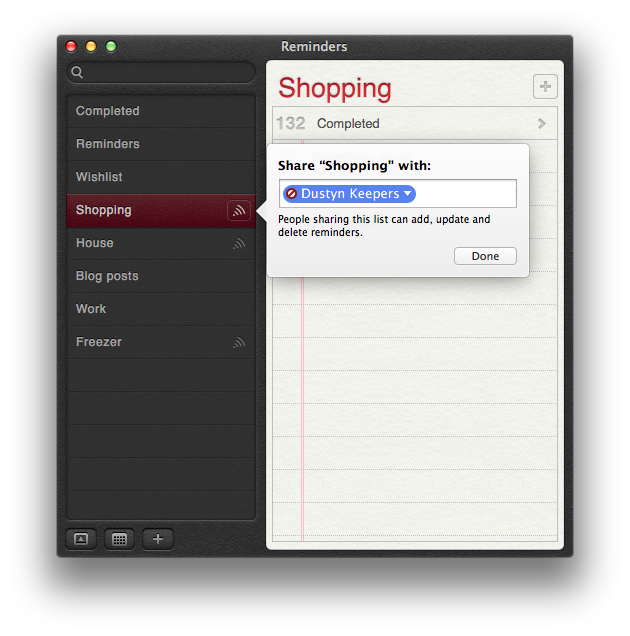 Reminders
Completed
Reminders
Wishlist
Shopping
House
Blog posts
Work
Freezer
Shopping
132 Completed
Share “Shopping” with:
Dustyn Keepers
People sharing this list can add, update and
delete reminders.
Done